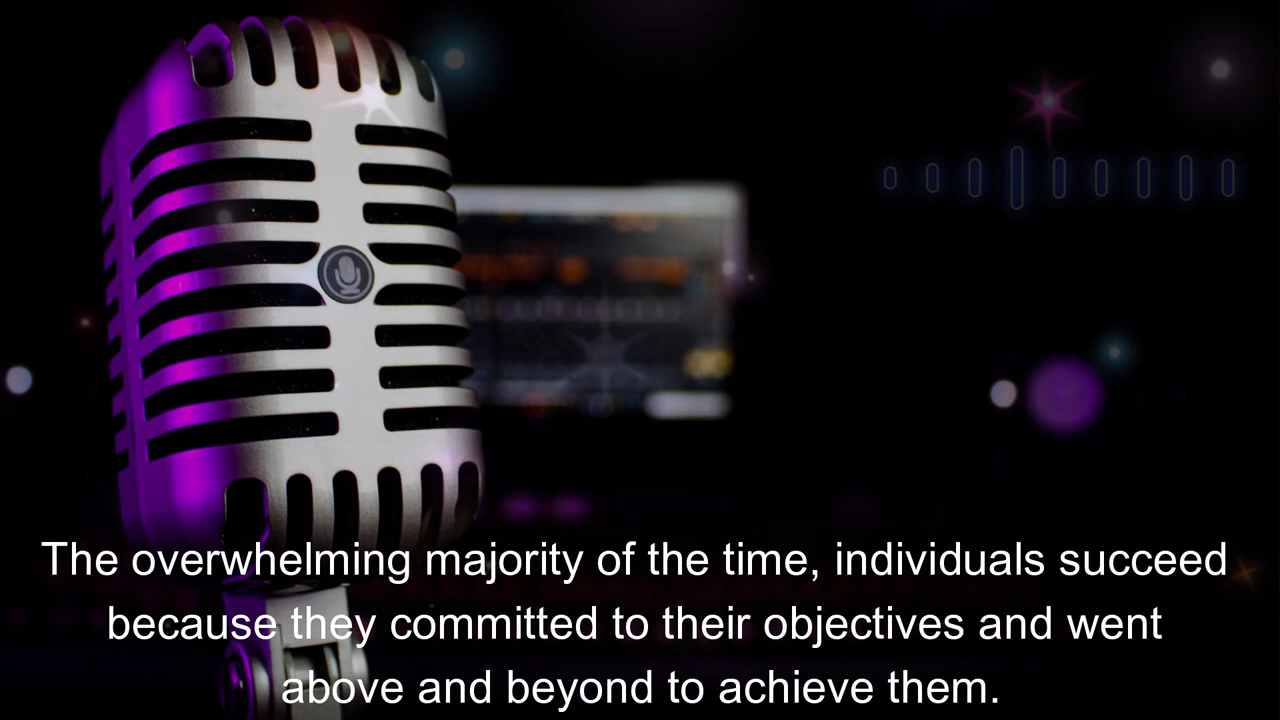 The overwhelming majority of the time, individuals succeed
because they committed to their objectives and went
above and beyond to achieve them.